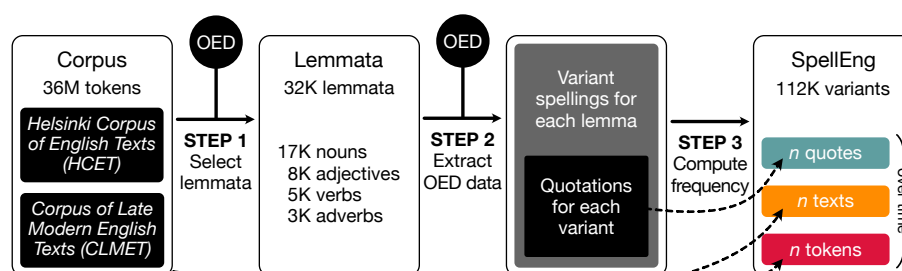 OED
OED
Corpus
36M tokens
Helsinki Corpus
of English Texts
(HCET)
Corpus of Late
Modern English
Texts (CLMET)
STEP 1
Select
lemmata
Lemmata
32K lemmata
17K nouns
8K adjectives
5K verbs
3K adverbs
STEP 2
Extract
OED data
Variant
spellings for
each lemma
Quotations
for each
variant
STEP 3
Compute
frequency
SpellEng
112K variants
n quotes
n texts
n tokens
over time